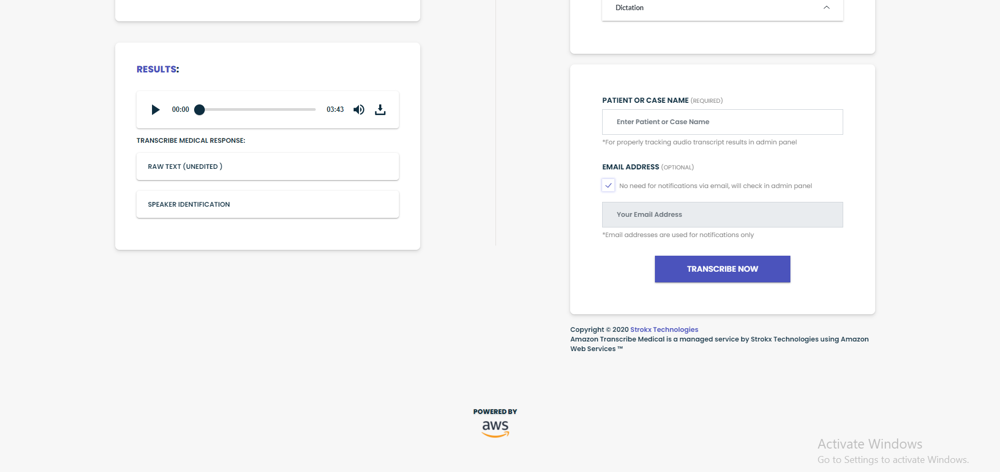 RESULTS:
00:00 03:43
TRANSCRIBE MEDICAL RESPONSE:
RAW TEXT (UNEDITED )
SPEAKER IDENTIFICATION
Dictation
PATIENT OR CASE NAME (REQUIRED)
Enter Patient or Case Name
*For properly tracking audio transcript results in admin panel
EMAIL ADDRESS (OPTIONAL)
No need for notifications via email, will check in admin panel
Your Email Address
*Email addresses are used for notifications only
TRANSCRIBE NOW
Copyright © 2020 Strokx Technologies
Amazon Transcribe Medical is a managed service by Strokx Technologies using Amazon
Web Services ™
POWERED BY
aws
Activate Windows
Go to Settings to activate Windows.